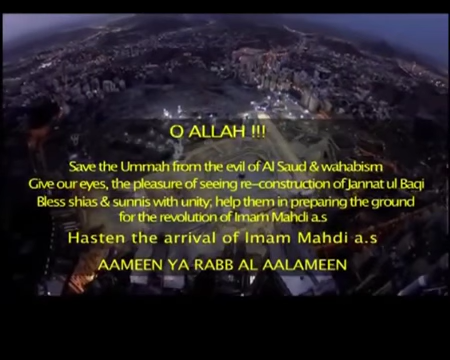 O ALLAH !!!
Save the Ummah from the evil of Al Saud & wahabism
Give our eyes, the pleasure of seeing re-construction of Jannat ul Baqi
Bless shias & sunnis with unity, help them in preparing the ground
for the revolution of Imam Mahdi a.s
Hasten the arrival of Imam Mahdi a.s
AAMEEN YA RABB AL AALAMEEN